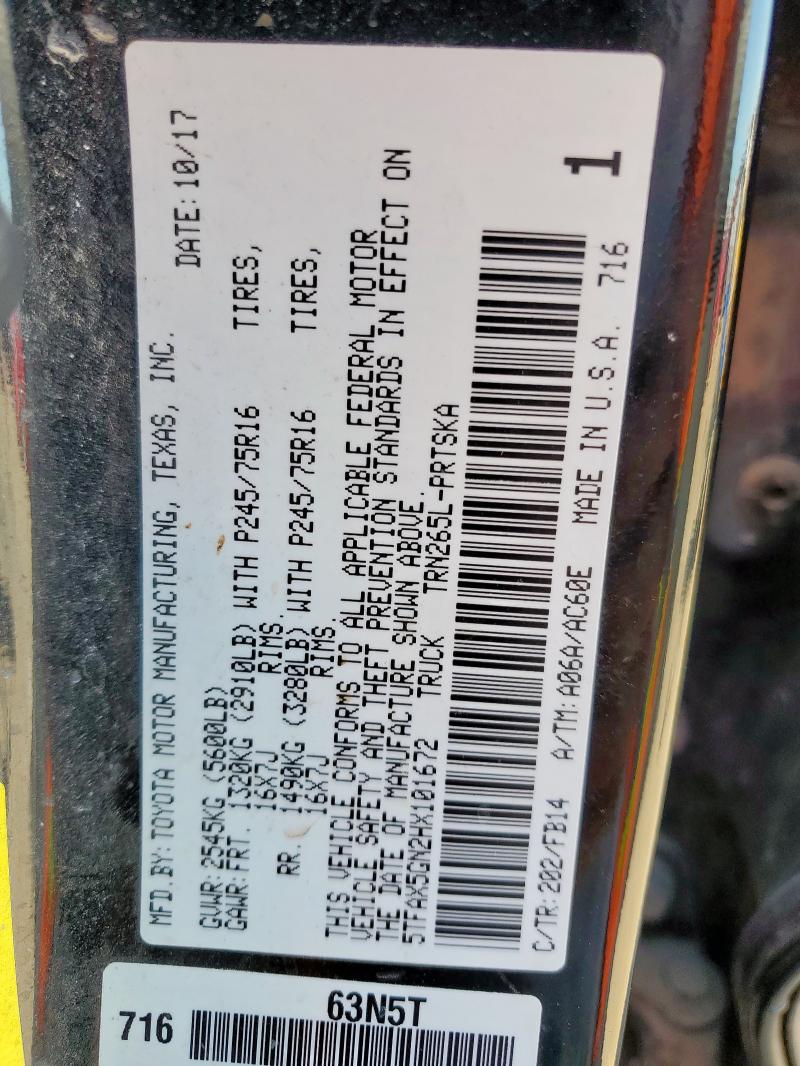 MFD.BY: TOYOTA MOTOR MANUFACTURING, TEXAS, INC. DATE: 10/17
GVWR: 2545KG (5600LB)
GAWR: FRT. 1320KG (2910LB) WITH P245/75R16 TIRES,
16X7J RIMS.
RR. 1490KG (3280LB) WITH P245/75R16 TIRES,
16X7J RIMS.
THIS VEHICLE CONFORMS TO ALL APPLICABLE FEDERAL MOTOR
VEHICLE SAFETY AND THEFT PREVENTION STANDARDS IN EFFECT ON
THE DATE OF MANUFACTURE SHOWN ABOVE.
5TFAX5GN2HX101672 TRUCK TRN265L-PRTSKA
1
C/TR: 202/FB14 A/TM: A06A/AC60E MADE IN U.S.A. 716
63N5T
716